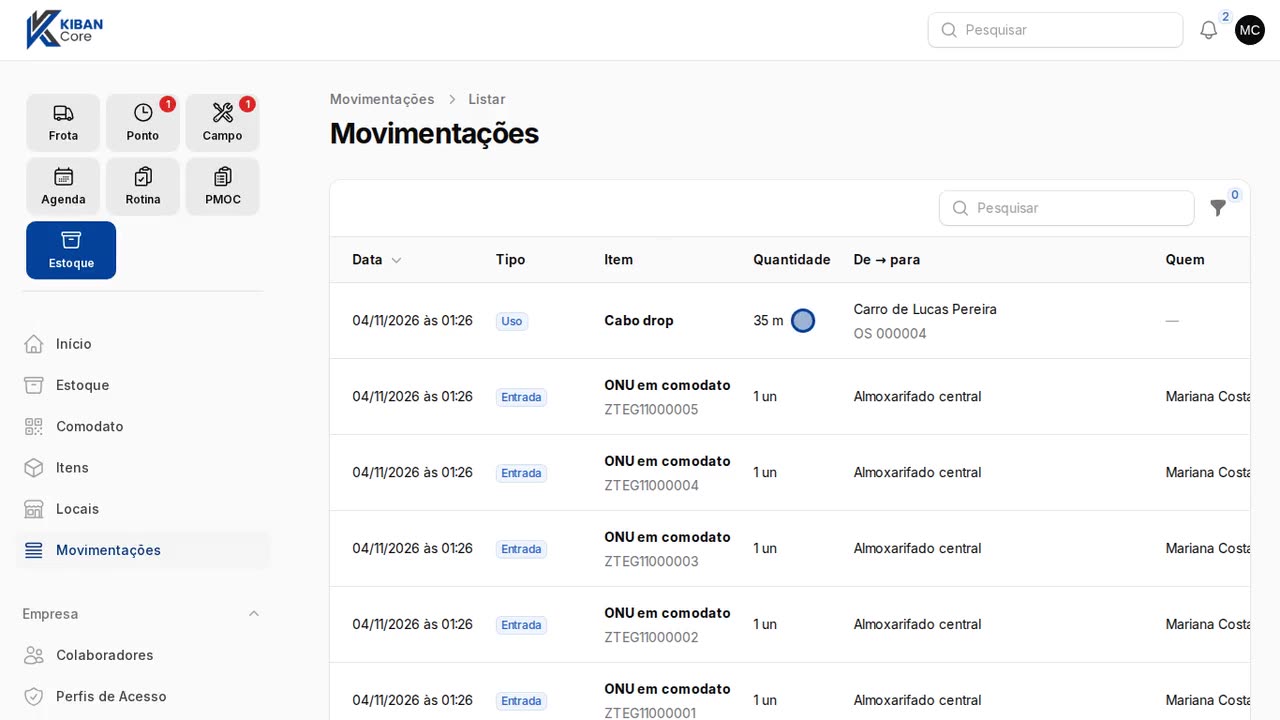 KIBAN
Core
Pesquisar
2
MC
Frota
Ponto
1
Campo
1
Agenda
Rotina
PMOC
Estoque
Início
Estoque
Comodato
Itens
Locais
Movimentações
Empresa
Colaboradores
Perfis de Acesso
Movimentações > Listar
Movimentações
Pesquisar
0
Data Tipo Item Quantidade De → para Quem
04/11/2026 às 01:26 Uso Cabo drop 35 m Carro de Lucas Pereira —
OS 000004
04/11/2026 às 01:26 Entrada ONU em comodato 1 un Almoxarifado central Mariana Costa
ZTEG11000005
04/11/2026 às 01:26 Entrada ONU em comodato 1 un Almoxarifado central Mariana Costa
ZTEG11000004
04/11/2026 às 01:26 Entrada ONU em comodato 1 un Almoxarifado central Mariana Costa
ZTEG11000003
04/11/2026 às 01:26 Entrada ONU em comodato 1 un Almoxarifado central Mariana Costa
ZTEG11000002
04/11/2026 às 01:26 Entrada ONU em comodato 1 un Almoxarifado central Mariana Costa
ZTEG11000001